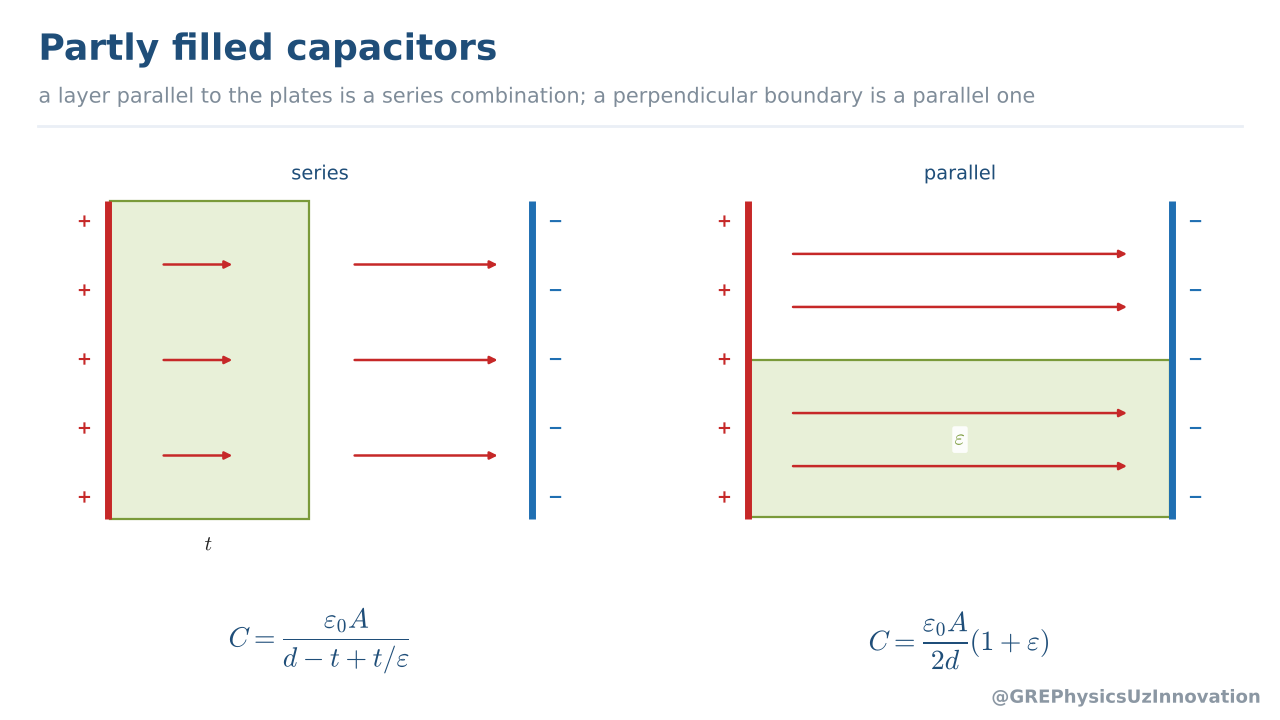 Partly filled capacitors
a layer parallel to the plates is a series combination; a perpendicular boundary is a parallel one
series
parallel
+ − + −
+ − + −
+ − + −
+ − + −
+ − + −
ε
t
C = ε₀A / (d − t + t/ε)
C = ε₀A / 2d (1 + ε)
@GREPhysicsUzInnovation